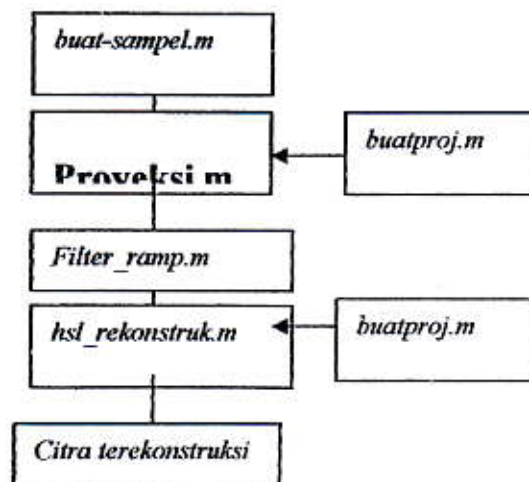 buat-sampel.m
Proyeksi.m
buatproj.m
Filter_ramp.m
hsl_rekonstruk.m
buatproj.m
Citra terekonstruksi